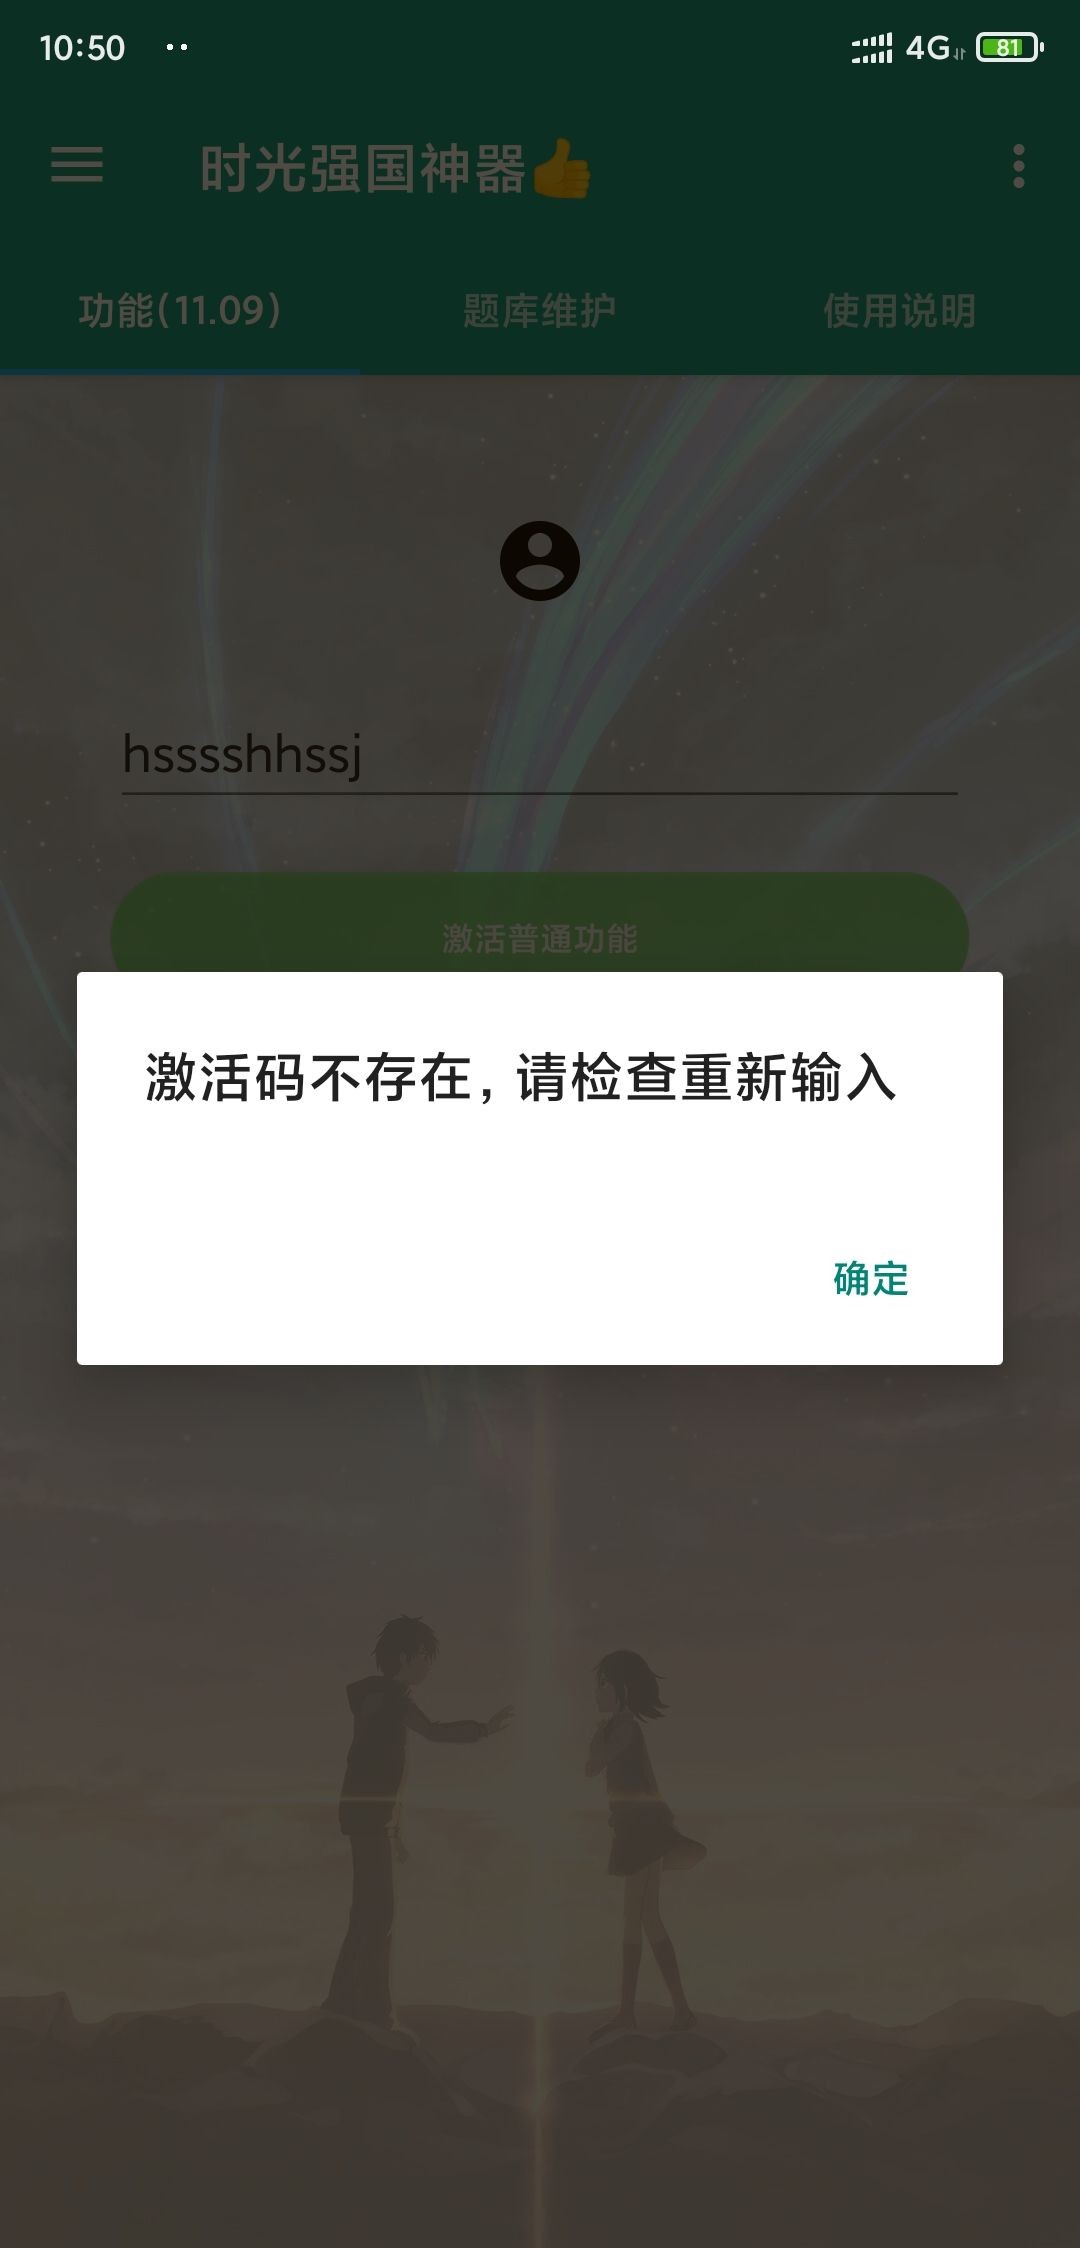 10:50
4G
81
时光强国神器👍
功能(11.09)
题库维护
使用说明
hsssshhssj
激活普通功能
激活码不存在，请检查重新输入
确定